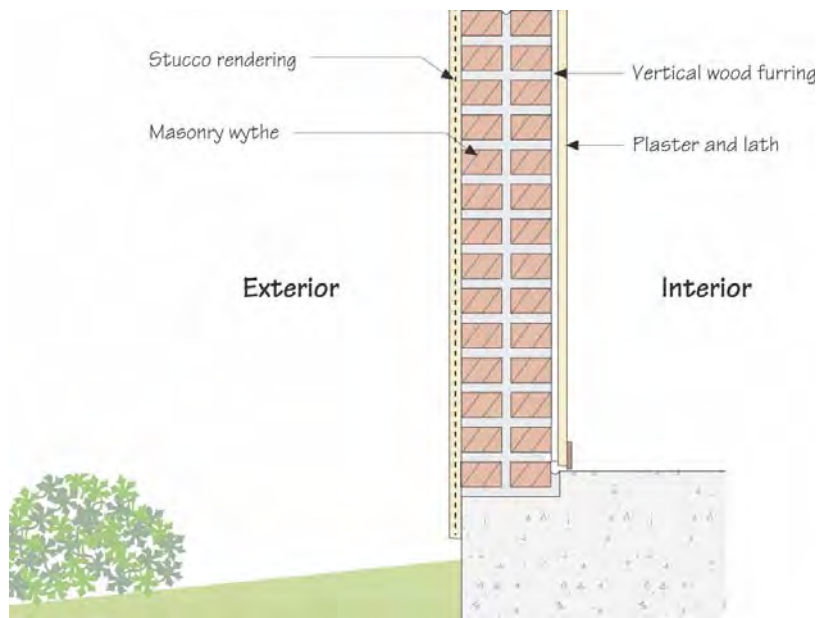 Stucco rendering
Masonry wythe
Vertical wood furring
Plaster and lath
Exterior
Interior